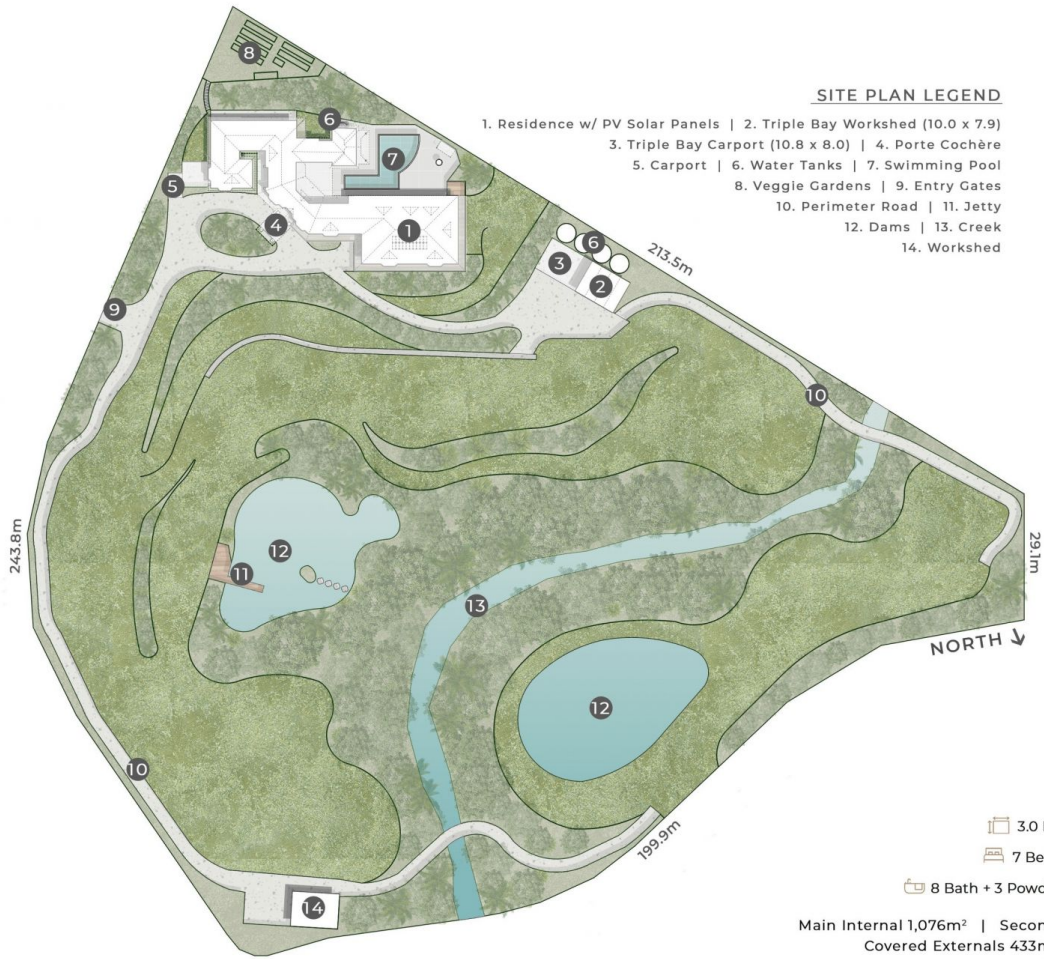 SITE PLAN LEGEND
1. Residence w/ PV Solar Panels | 2. Triple Bay Workshed (10.0 x 7.9)
3. Triple Bay Carport (10.8 x 8.0) | 4. Porte Cochère
5. Carport | 6. Water Tanks | 7. Swimming Pool
8. Veggie Gardens | 9. Entry Gates
10. Perimeter Road | 11. Jetty
12. Dams | 13. Creek
14. Workshed
8
6
7
5
4
1
6
3
2
213.5m
9
10
243.8m
12
11
13
29.1m
NORTH
12
10
199.9m
14
3.0
7 Be
8 Bath + 3 Powd
Main Internal 1,076m² | Secon
Covered Externals 433m